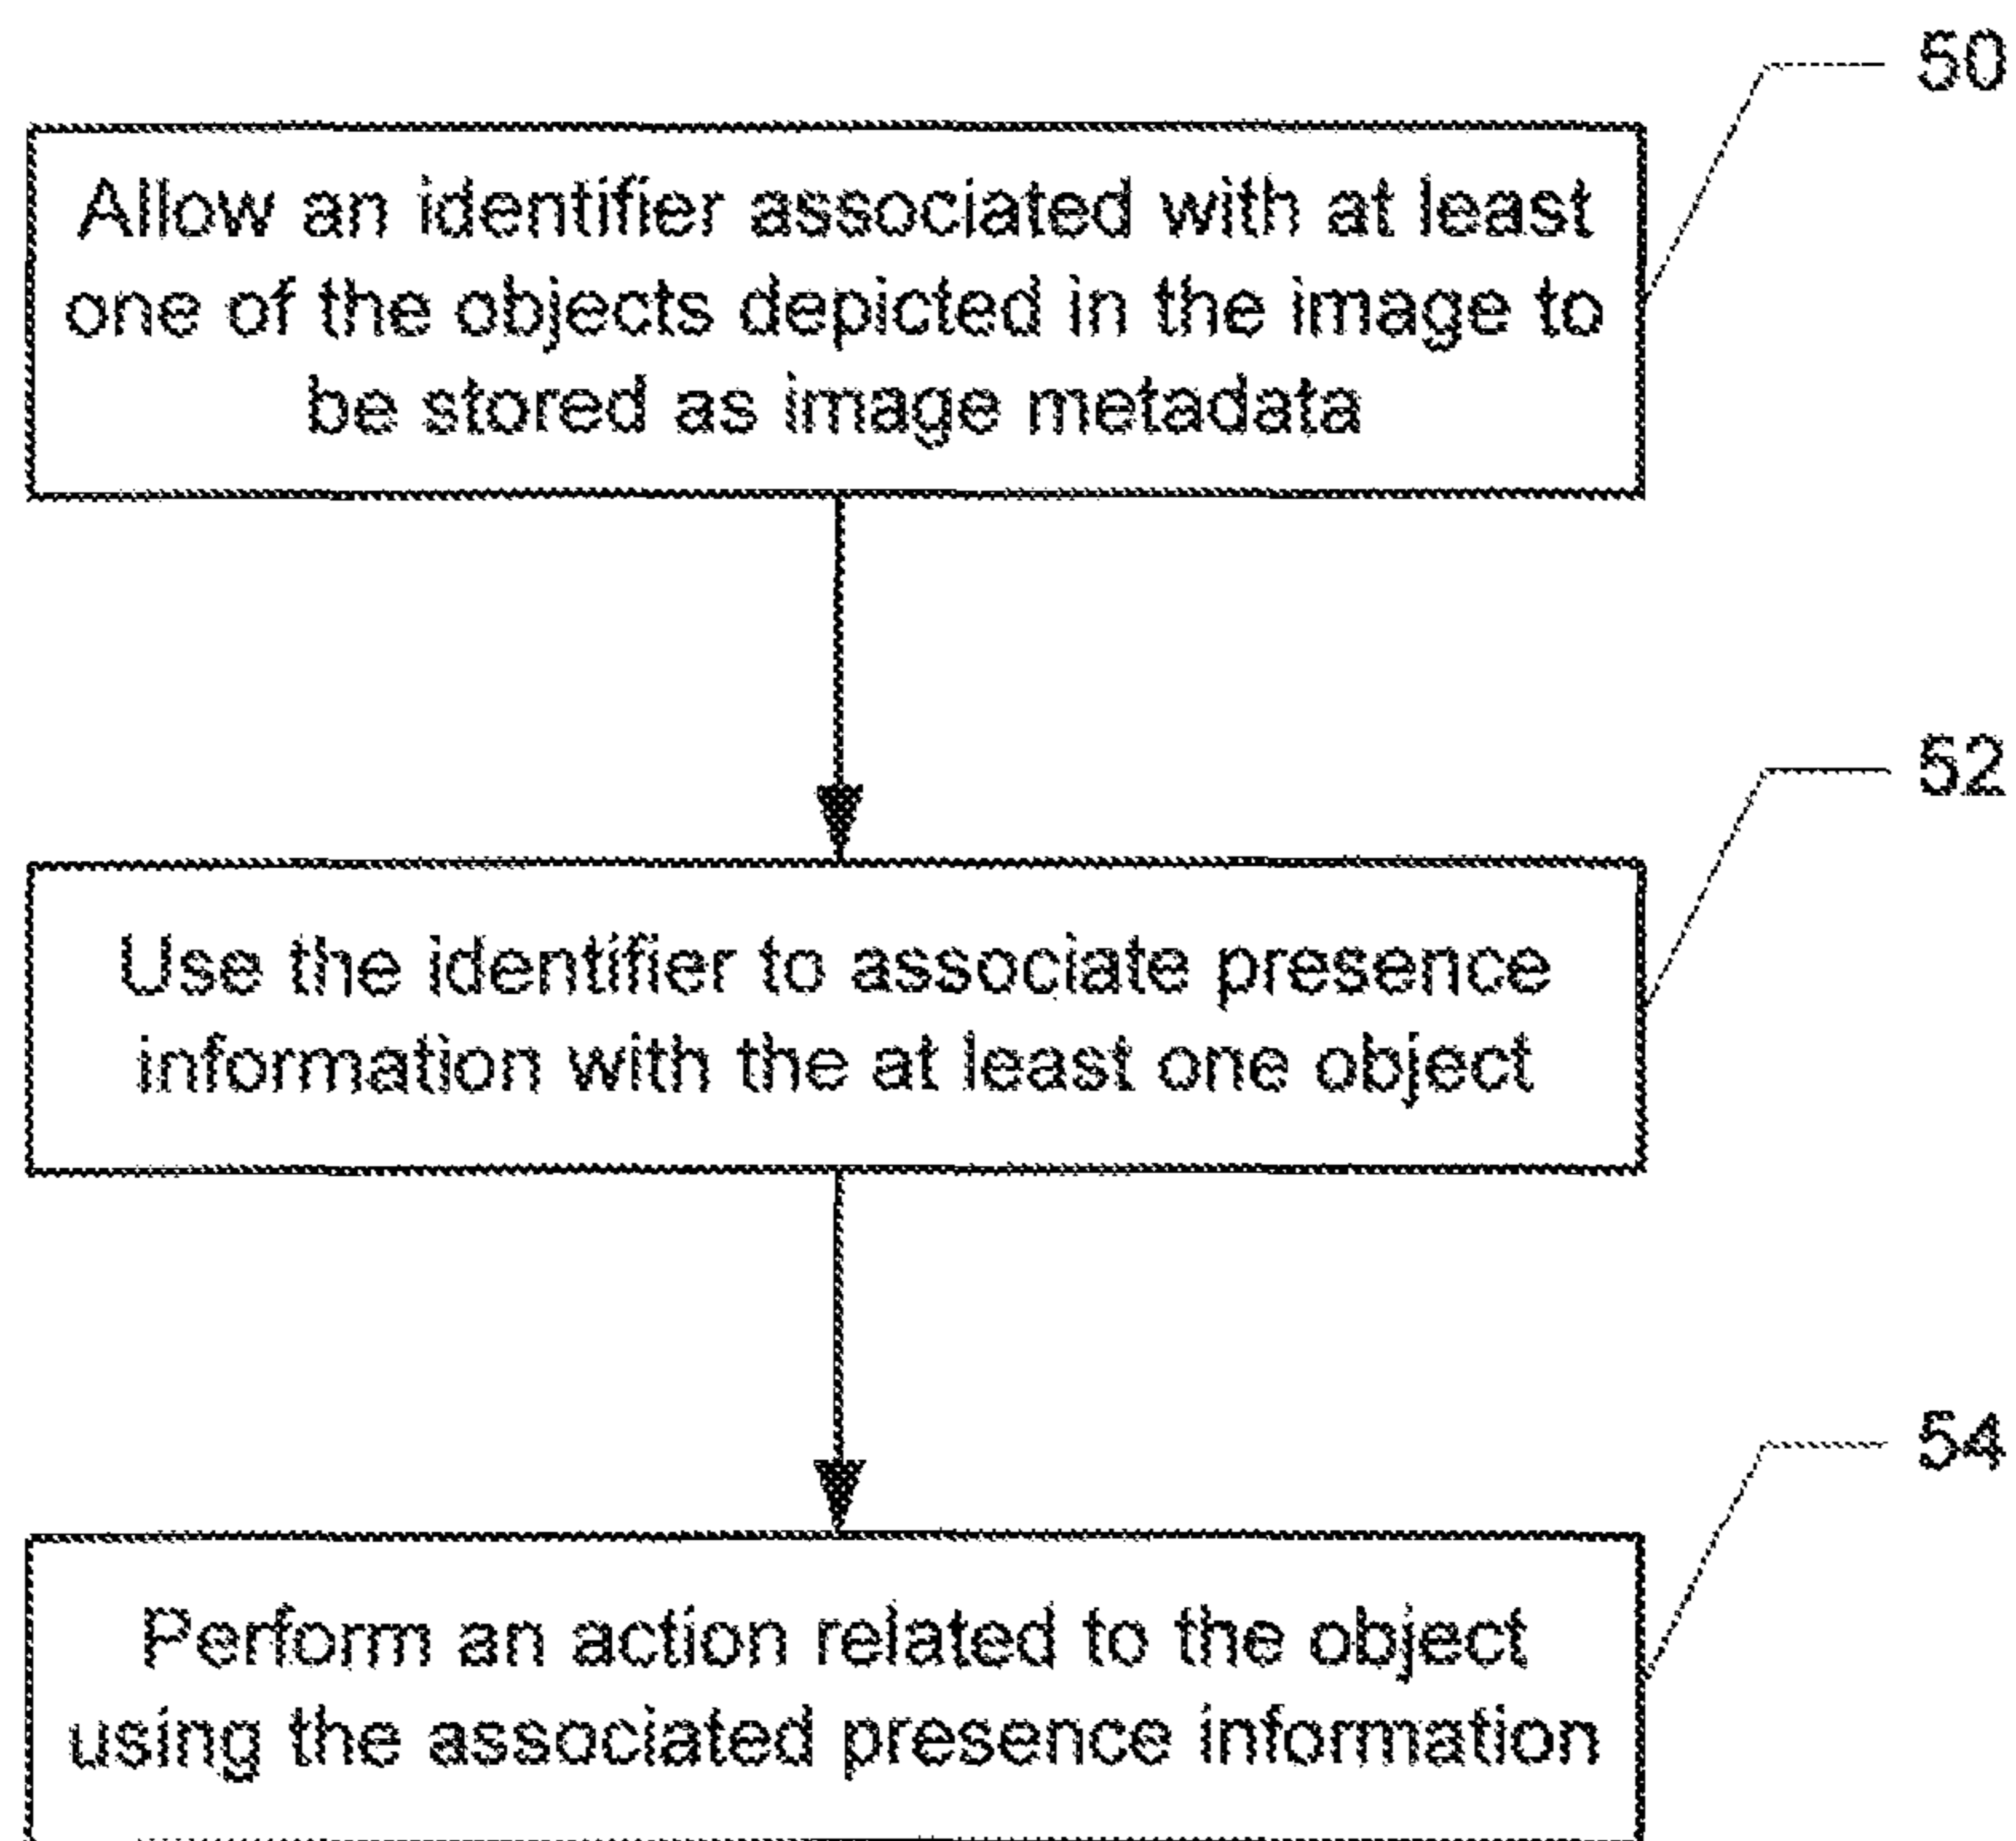 50
Allow an identifier associated with at least
one of the objects depicted in the image to
be stored as image metadata
52
Use the identifier to associate presence
information with the at least one object
54
Perform an action related to the object
using the associated presence information